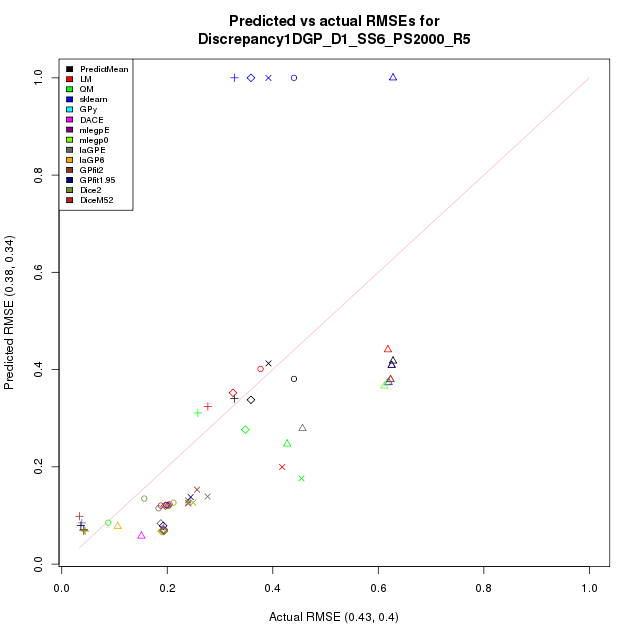 Predicted vs actual RMSEs for
Discrepancy1DGP_D1_SS6_PS2000_R5
PredictMean
LM
QM
sklearn
GPy
DACE
mlegpE
mlegp0
laGPE
laGP6
GPfit2
GPfit1.95
Dice2
DiceM52
Predicted RMSE (0.38, 0.34)
1.0
0.8
0.6
0.4
0.2
0.0
0.0 0.2 0.4 0.6 0.8 1.0
Actual RMSE (0.43, 0.4)